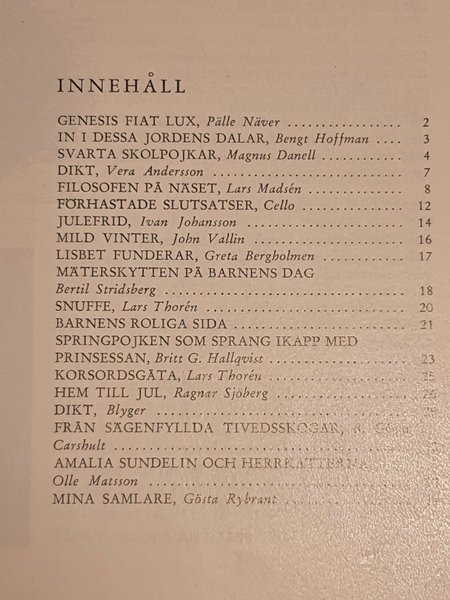 INNEHÅLL
GENESIS FIAT LUX, Pälle Näver .................. 2
IN I DESSA JORDENS DALAR, Bengt Hoffman .... 3
SVARTA SKOLPOJKAR, Magnus Danell ............. 4
DIKT, Vera Andersson ............................. 7
FILOSOFEN PÅ NÄSET, Lars Madsén .............. 8
FÖRHASTADE SLUTSATSER, Cello ................. 12
JULEFRID, Ivan Johansson ........................ 14
MILD VINTER, John Vallin ....................... 16
LISBET FUNDERAR, Greta Bergholmen ............ 17
MÄTERSKYTTEN PÅ BARNENS DAG
Bertil Stridsberg .................................. 18
SNUFFE, Lars Thorén ............................. 20
BARNENS ROLIGA SIDA ........................... 21
SPRINGPOJKEN SOM SPRANG IKAPP MED
PRINSESSAN, Britt G. Hallqvist ................... 23
KORSORDSGÅTA, Lars Thorén ....................
HEM TILL JUL, Ragnar Sjöberg ...................
DIKT, Blyger .....................................
FRÅN SÄGENFYLLDA TIVEDSSKOGAR,
Carshult ..........................................
AMALIA SUNDELIN OCH HERRKATTERNA
Olle Matsson .....................................
MINA SAMLARE, Gösta Rybrant ..................